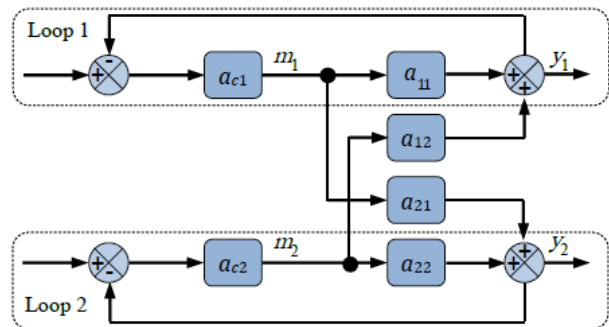 Loop 1
-
+
a_c1
m_1
a_11
+
+
y_1
a_12
a_21
+
-
a_c2
m_2
a_22
+
+
y_2
Loop 2